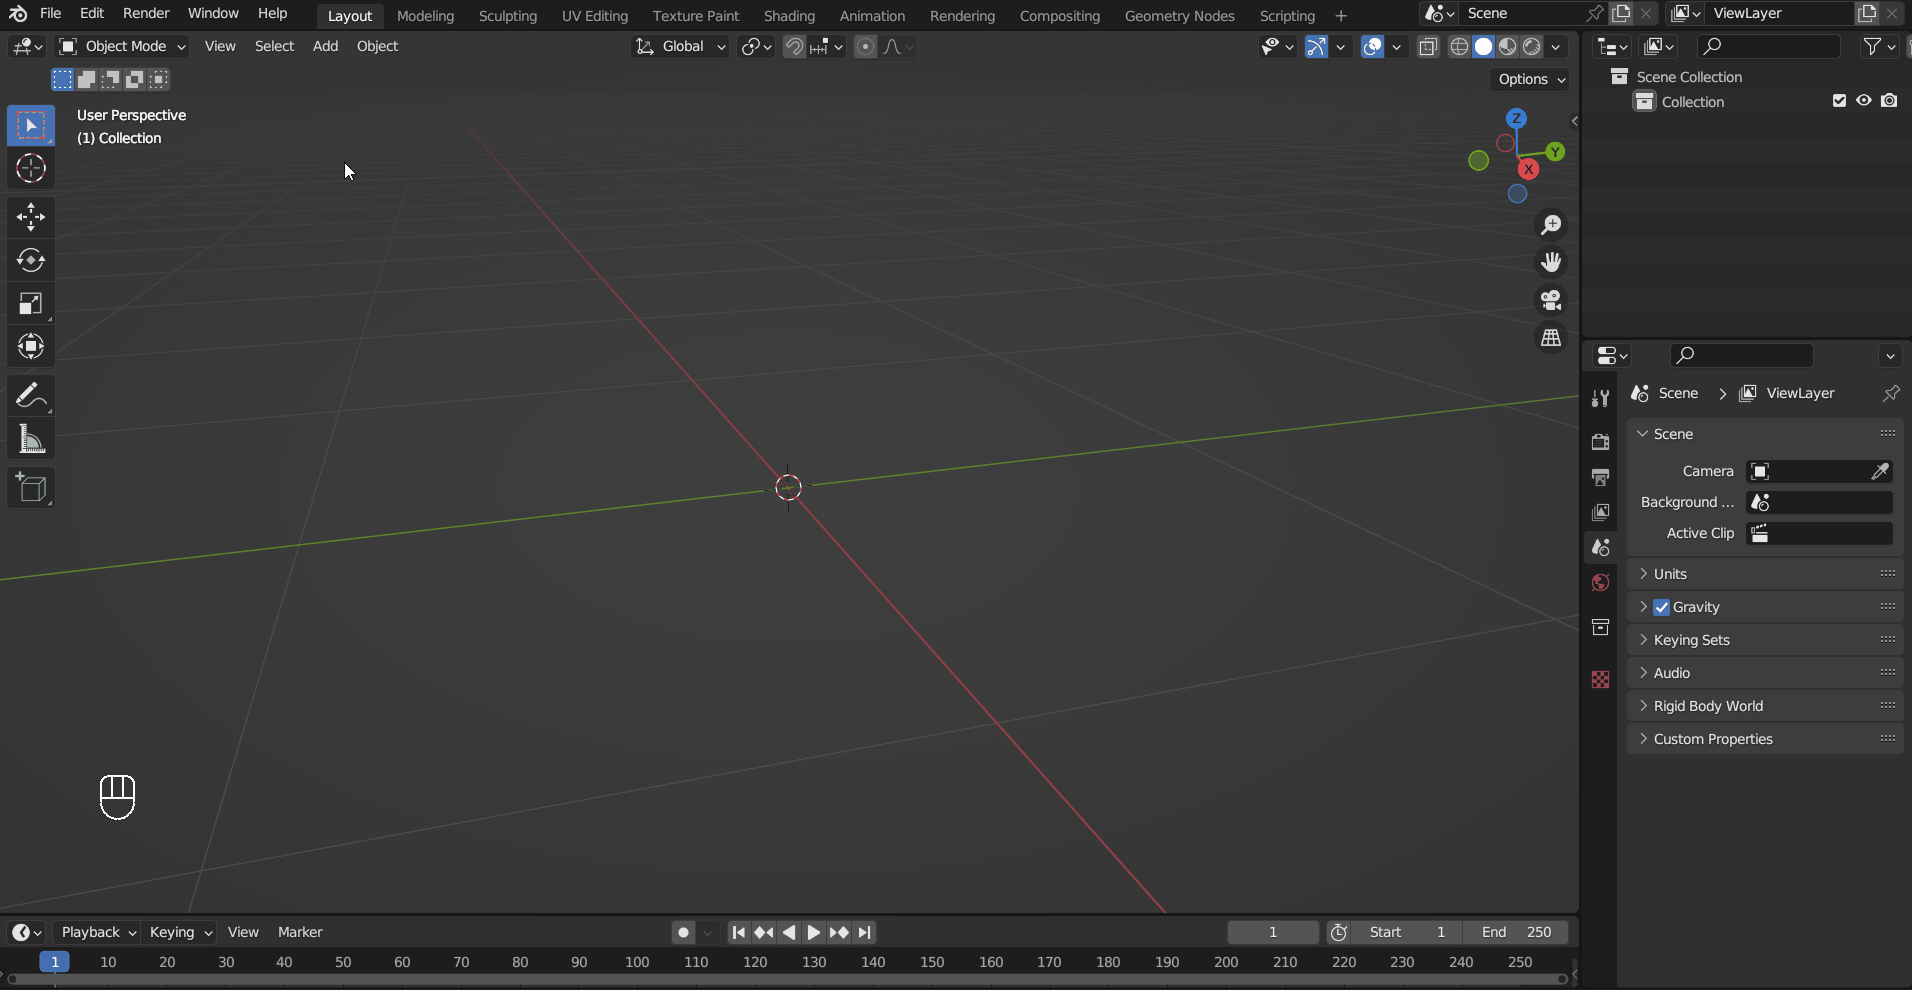 File Edit Render Window Help Layout Modeling Sculpting UV Editing Texture Paint Shading Animation Rendering Compositing Geometry Nodes Scripting + Scene ViewLayer
Object Mode View Select Add Object Global
Options
User Perspective
(1) Collection
Z
Y
X
Scene Collection
Collection
Scene > ViewLayer
Scene
Camera
Background ...
Active Clip
Units
Gravity
Keying Sets
Audio
Rigid Body World
Custom Properties
Playback Keying View Marker 1 Start 1 End 250
1 10 20 30 40 50 60 70 80 90 100 110 120 130 140 150 160 170 180 190 200 210 220 230 240 250